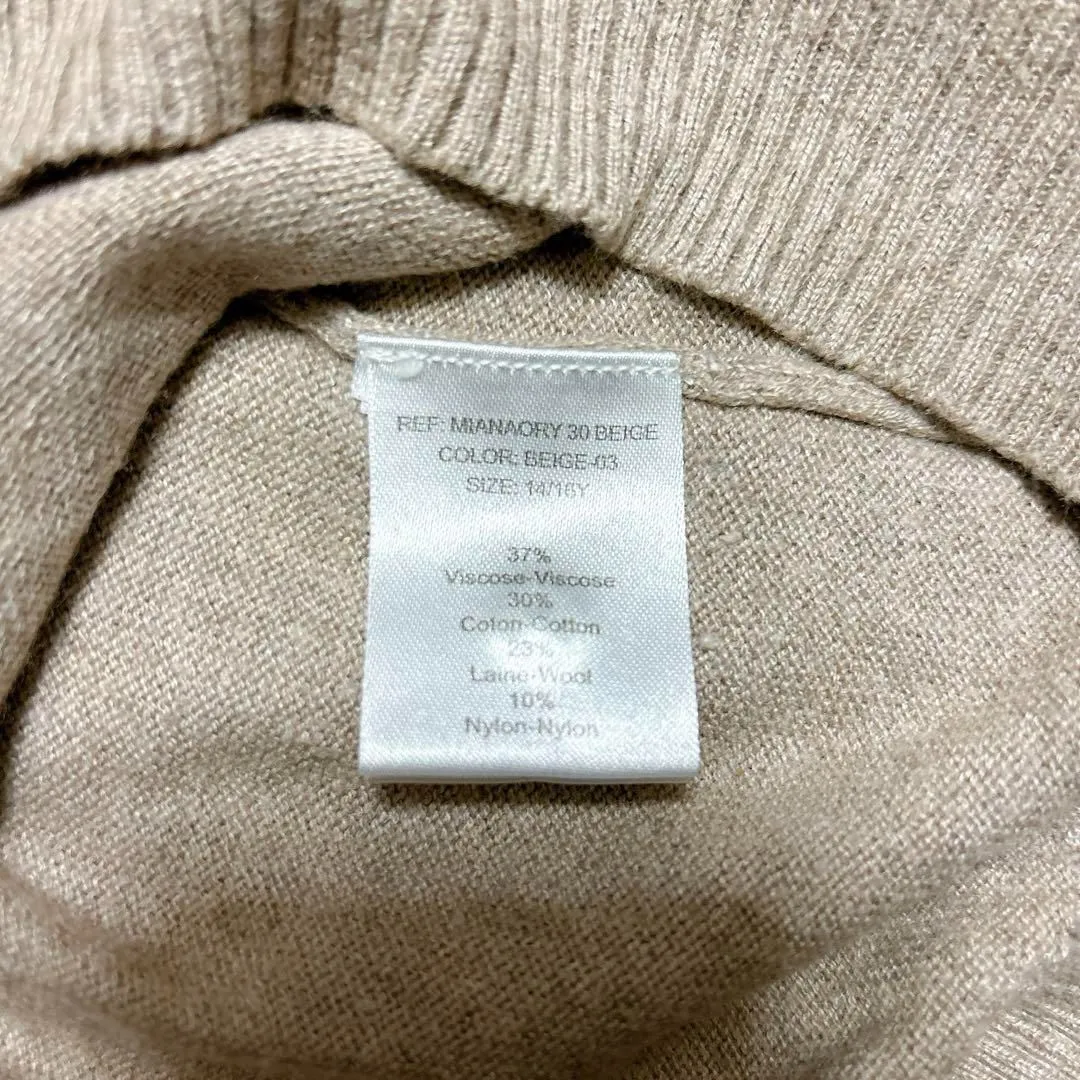 REF: MIANAORY 30 BEIGE
COLOR: BEIGE-03
SIZE: 14/16Y
37%
Viscose-Viscose
30%
Coton-Cotton
23%
Laine-Wool
10%
Nylon-Nylon